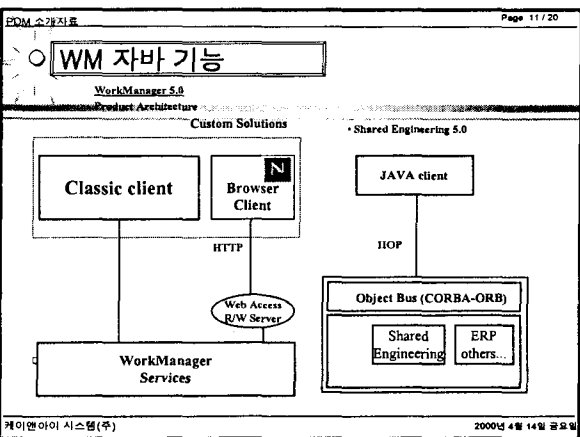 PDM 소개자료
Page 11 / 20
WM 자바 기능
WorkManager 5.0
Product Architecture
Custom Solutions
• Shared Engineering 5.0
Classic client
N
Browser
Client
JAVA client
HTTP
IIOP
Web Access
R/W Server
Object Bus (CORBA-ORB)
Shared
Engineering
ERP
others...
WorkManager
Services
케이앤아이 시스템(주)
2000년 4월 14일 금요일